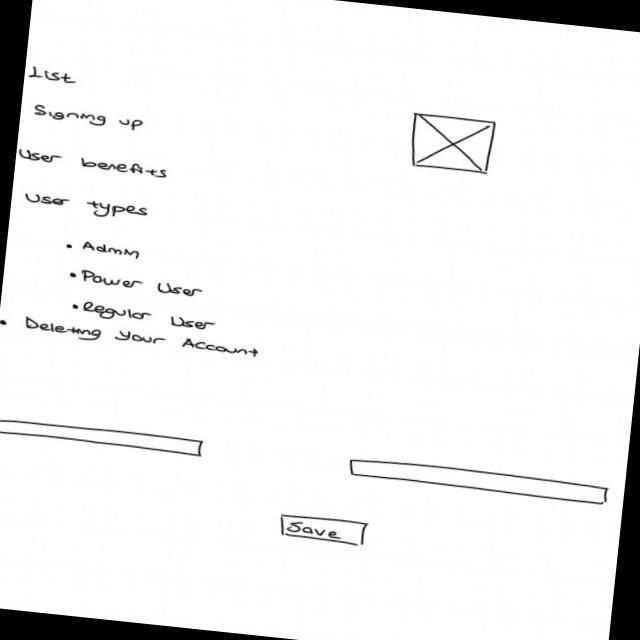 List
Signing up
User benefits
User types
• Admin
• Power User
• Regular User
• Deleting Your Account
Save